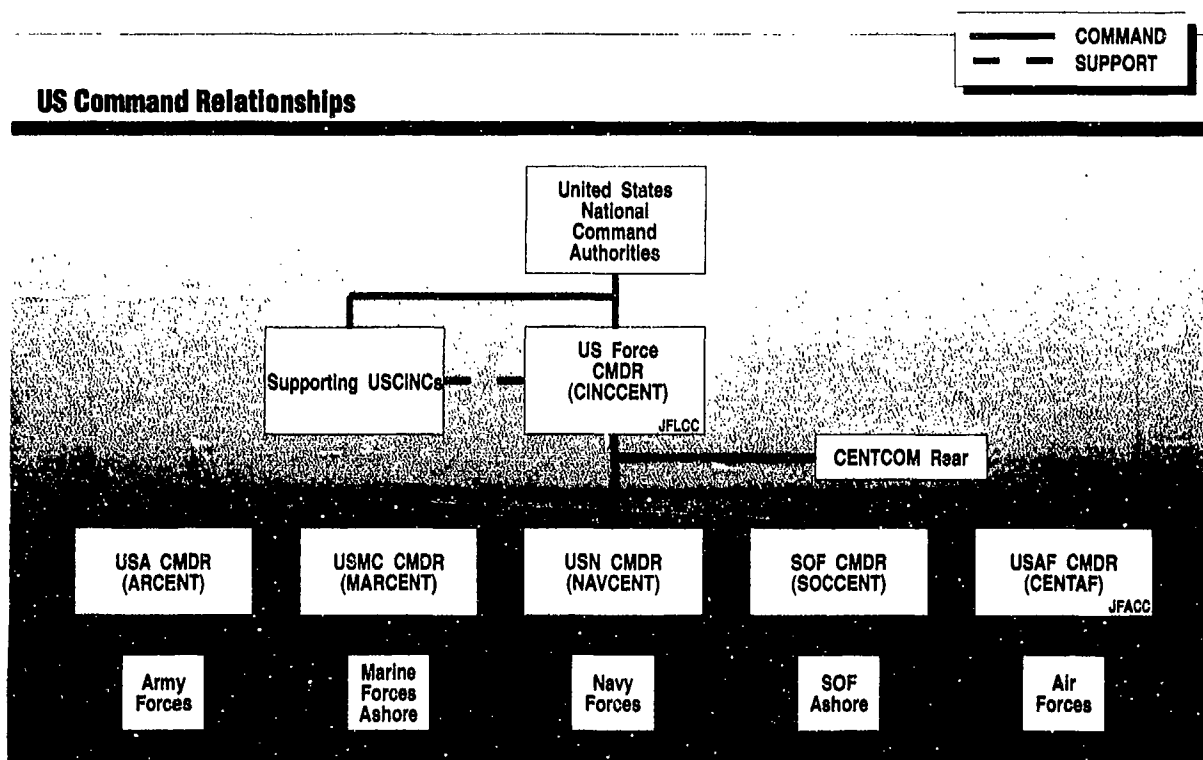 COMMAND
SUPPORT
US Command Relationships
United States
National
Command
Authorities
Supporting USCINCs
US Force
CMDR
(CINCCENT)
JFLCC
CENTCOM Rear
USA CMDR
(ARCENT)
USMC CMDR
(MARCENT)
USN CMDR
(NAVCENT)
SOF CMDR
(SOCCENT)
USAF CMDR
(CENTAF)
JFACC
Army
Forces
Marine
Forces
Ashore
Navy
Forces
SOF
Ashore
Air
Forces